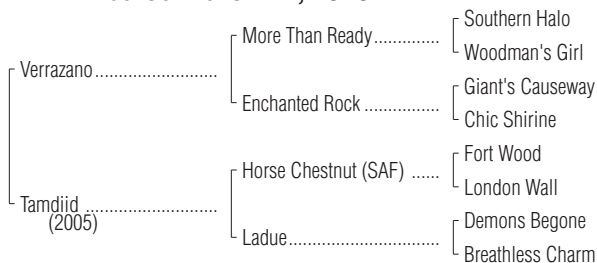 Southern Halo
More Than Ready..............
Woodman's Girl
Verrazano..........................
Giant's Causeway
Enchanted Rock ................
Chic Shirine
Fort Wood
Horse Chestnut (SAF) ......
London Wall
Tamdiid ............................
(2005)
Demons Begone
Ladue.................................
Breathless Charm